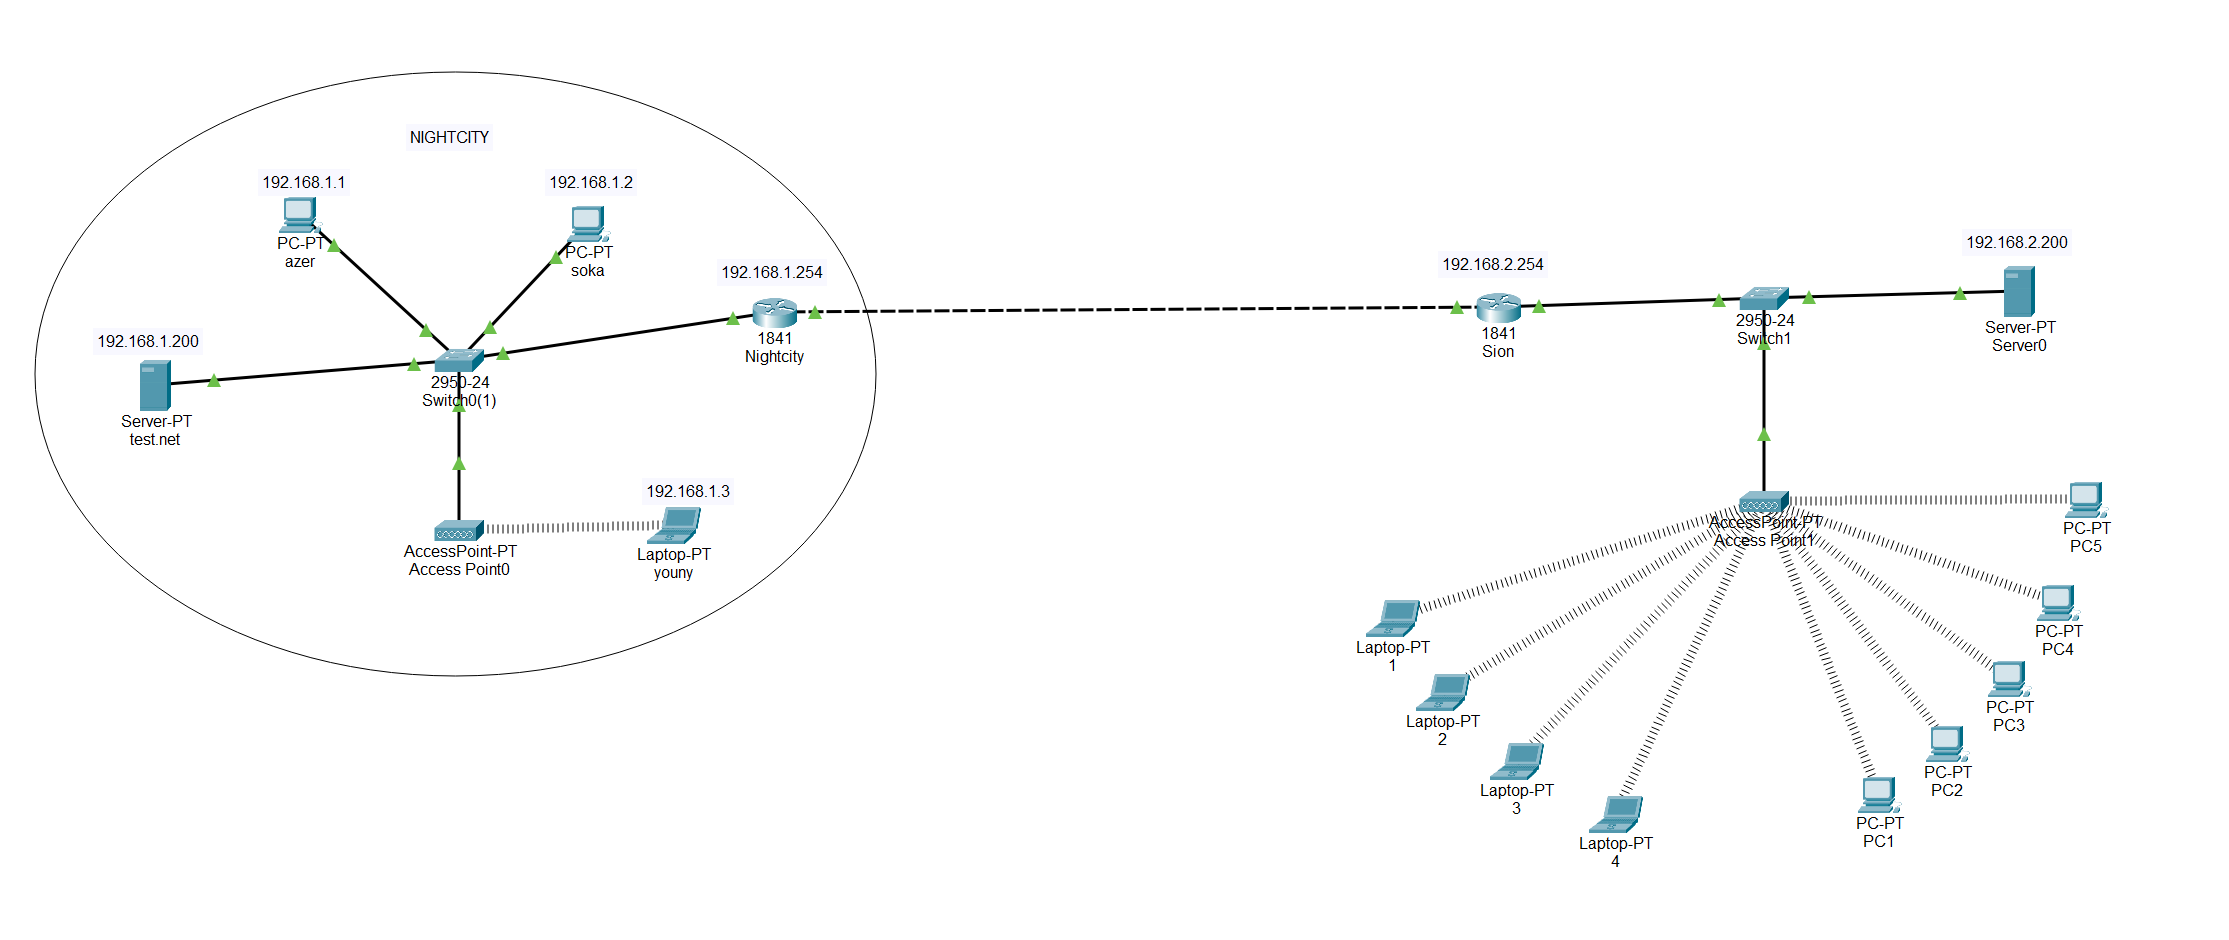 NIGHTCITY
192.168.1.1
PC-PT
azer
192.168.1.2
PC-PT
soka
192.168.1.254
1841
Nightcity
192.168.1.200
Server-PT
test.net
2950-24
Switch0(1)
AccessPoint-PT
Access Point0
192.168.1.3
Laptop-PT
youny
192.168.2.254
1841
Sion
2950-24
Switch1
192.168.2.200
Server-PT
Server0
AccessPoint-PT
Access Point1
PC-PT
PC5
PC-PT
PC4
PC-PT
PC3
PC-PT
PC2
PC-PT
PC1
Laptop-PT
1
Laptop-PT
2
Laptop-PT
3
Laptop-PT
4